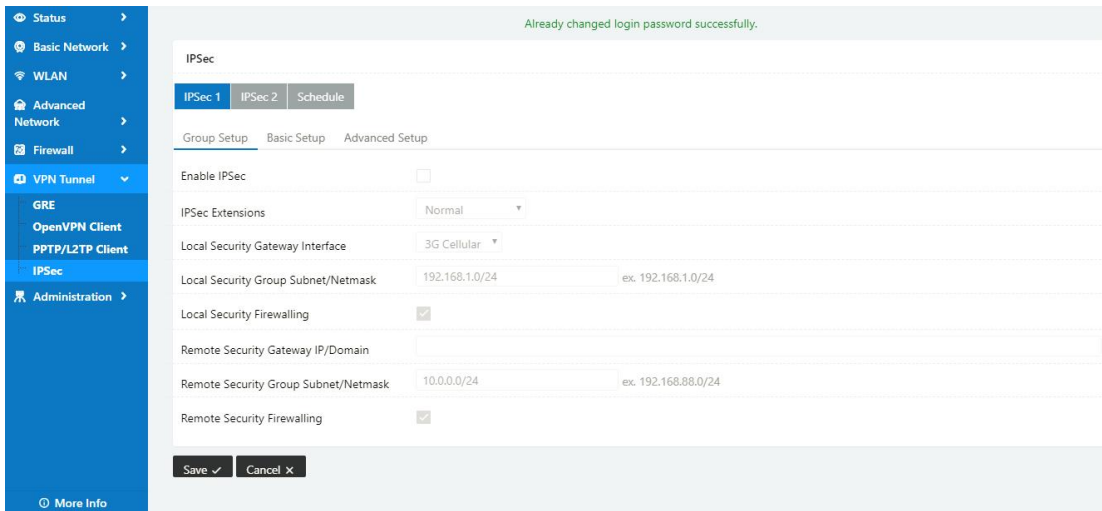 Status
Basic Network
WLAN
Advanced
Network
Firewall
VPN Tunnel
GRE
OpenVPN Client
PPTP/L2TP Client
IPSec
Administration
More Info
Already changed login password successfully.
IPSec
IPSec 1 IPSec 2 Schedule
Group Setup Basic Setup Advanced Setup
Enable IPSec
IPSec Extensions Normal
Local Security Gateway Interface 3G Cellular
Local Security Group Subnet/Netmask 192.168.1.0/24 ex. 192.168.1.0/24
Local Security Firewalling
Remote Security Gateway IP/Domain
Remote Security Group Subnet/Netmask 10.0.0.0/24 ex. 192.168.88.0/24
Remote Security Firewalling
Save Cancel